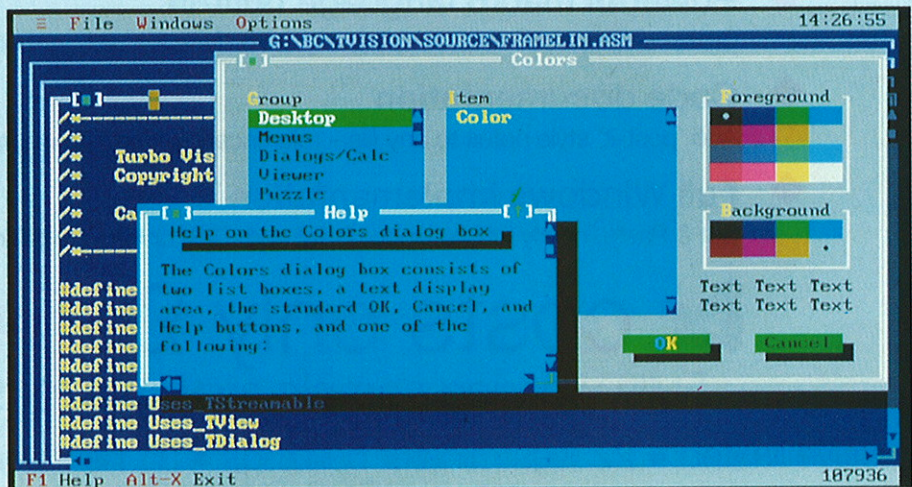 ≡ File Windows Options 14:26:55
G:\BC\TVISION\SOURCE\FRAMELIN.ASM
Colors
Group
Desktop
Menus
Dialogs/Calc
Viewer
Puzzle
Item
Color
Foreground
Background
Text Text Text
Text Text Text
OK
Cancel
/*
/*
/* Turbo Vis
/* Copyright
/*
/* Ca
/*
/*
Help
Help on the Colors dialog box
The Colors dialog box consists of
two list boxes, a text display
area, the standard OK, Cancel, and
Help buttons, and one of the
following:
#define
#define
#define
#define
#define
#define
#define Uses_TStreamable
#define Uses_TView
#define Uses_TDialog
F1 Help Alt-X Exit 107936